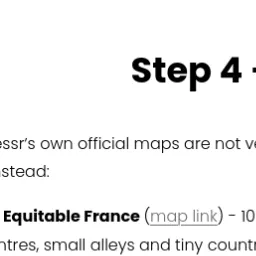 Step 4 -
essr’s own official maps are not ve
nstead:
Equitable France (map link) - 10
ntres, small alleys and tiny countr